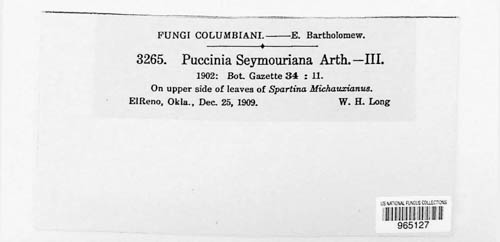 FUNGI COLUMBIANI.—E. Bartholomew.
3265. Puccinia Seymouriana Arth.—III.
1902: Bot. Gazette 34 : 11.
On upper side of leaves of Spartina Michauxianus.
ElReno, Okla., Dec. 25, 1909. W. H. Long
US NATIONAL FUNGUS COLLECTIONS
965127